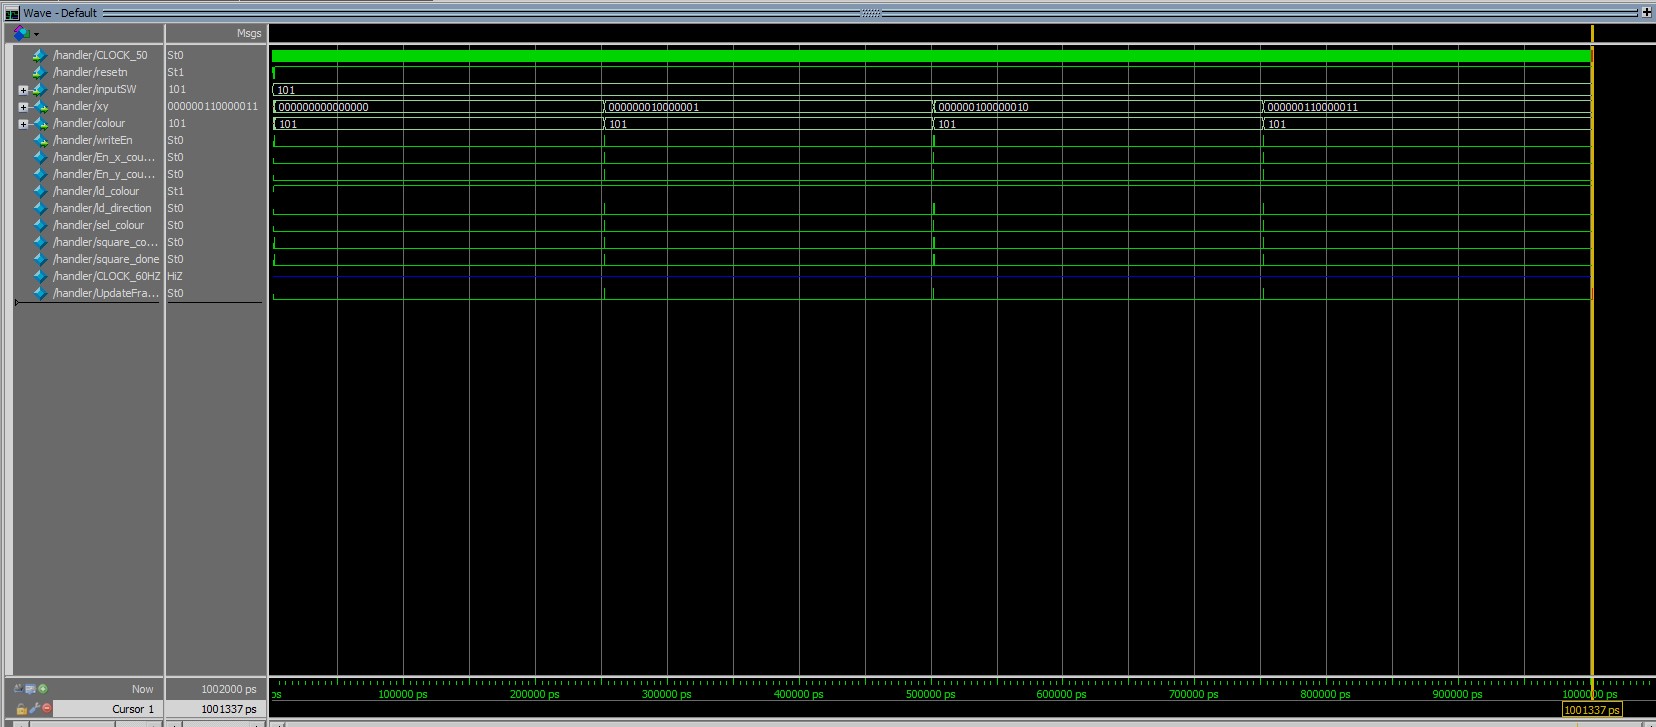 Wave - Default
Msgs
/handler/CLOCK_50 St0
/handler/resetn St1
/handler/inputSW 101 101
/handler/xy 000000110000011 000000000000000 000000010000001 000000100000010 000000110000011
/handler/colour 101 101 101 101 101
/handler/writeEn St0
/handler/En_x_cou... St0
/handler/En_y_cou... St0
/handler/ld_colour St1
/handler/ld_direction St0
/handler/sel_colour St0
/handler/square_co... St0
/handler/square_done St0
/handler/CLOCK_60HZ HiZ
/handler/UpdateFra... St0
Now 1002000 ps ps 100000 ps 200000 ps 300000 ps 400000 ps 500000 ps 600000 ps 700000 ps 800000 ps 900000 ps 1000000 ps
Cursor 1 1001337 ps 1001337 ps